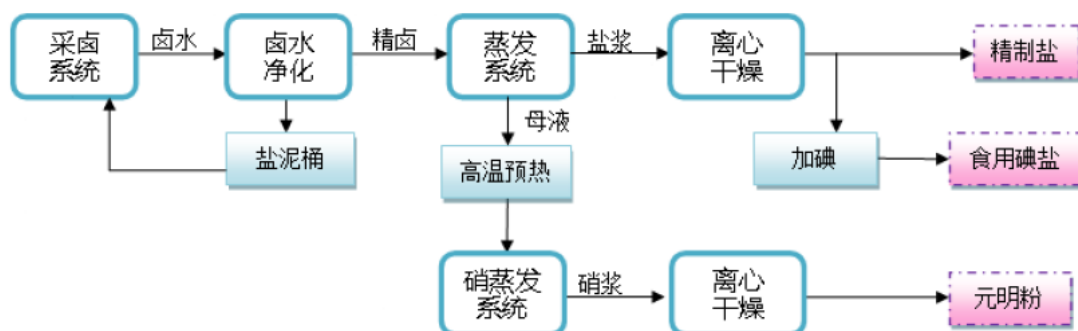 采卤
系统
卤水
卤水
净化
精卤
蒸发
系统
盐浆
离心
干燥
精制盐
盐泥桶
母液
高温预热
加碘
食用碘盐
硝蒸发
系统
硝浆
离心
干燥
元明粉